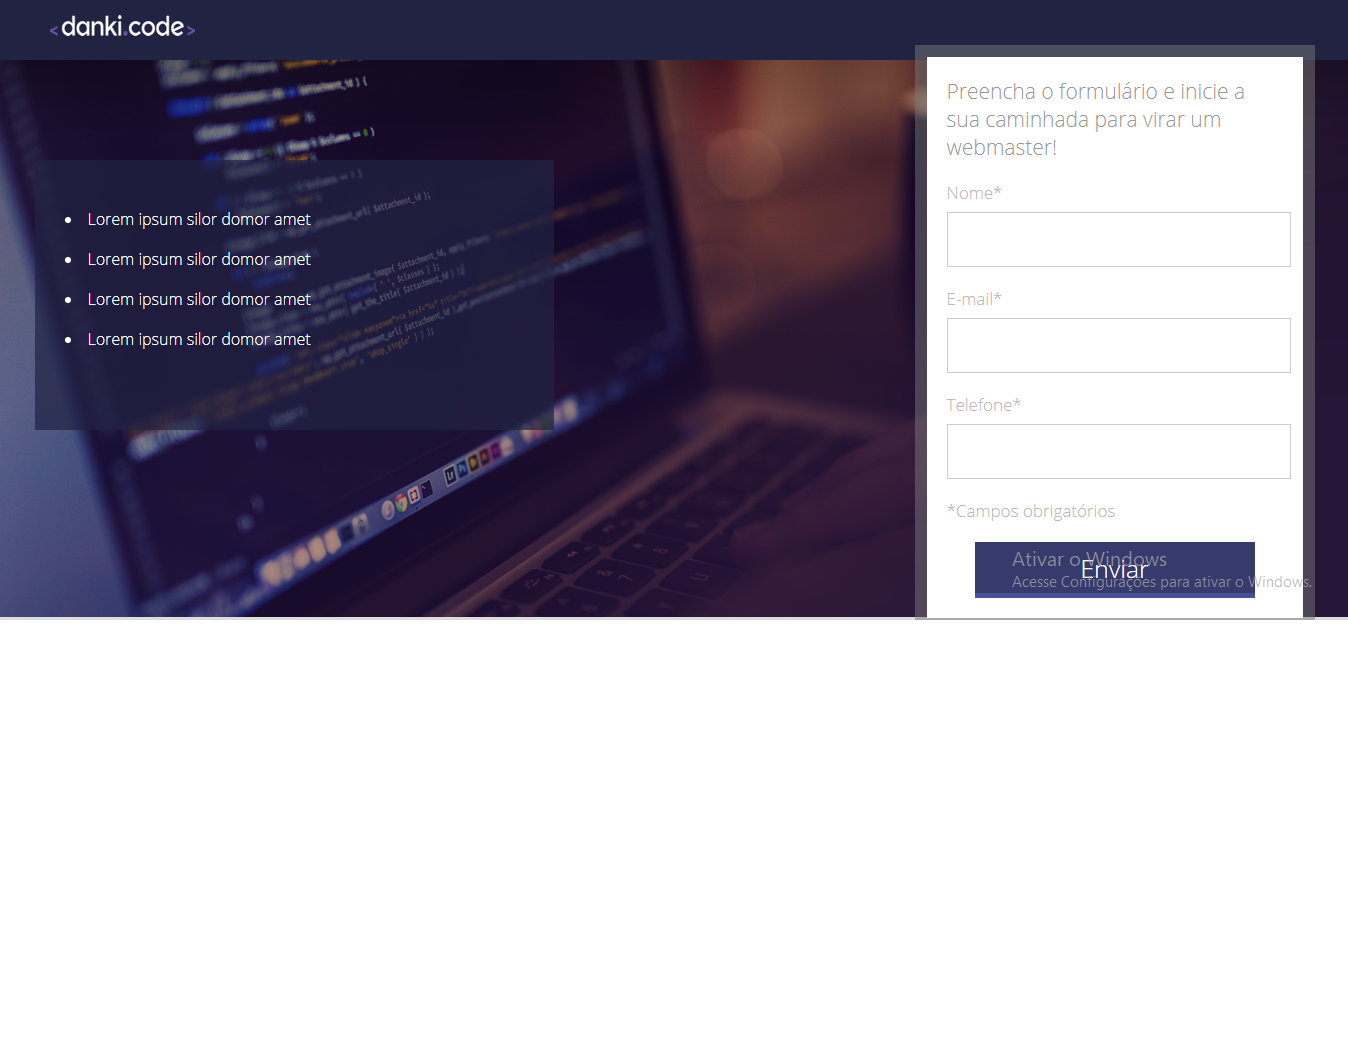 <danki.code>
Lorem ipsum silor domor amet
Lorem ipsum silor domor amet
Lorem ipsum silor domor amet
Lorem ipsum silor domor amet
Preencha o formulário e inicie a
sua caminhada para virar um
webmaster!
Nome*
E-mail*
Telefone*
*Campos obrigatórios
Enviar
Ativar o Windows
Acesse Configurações para ativar o Windows.